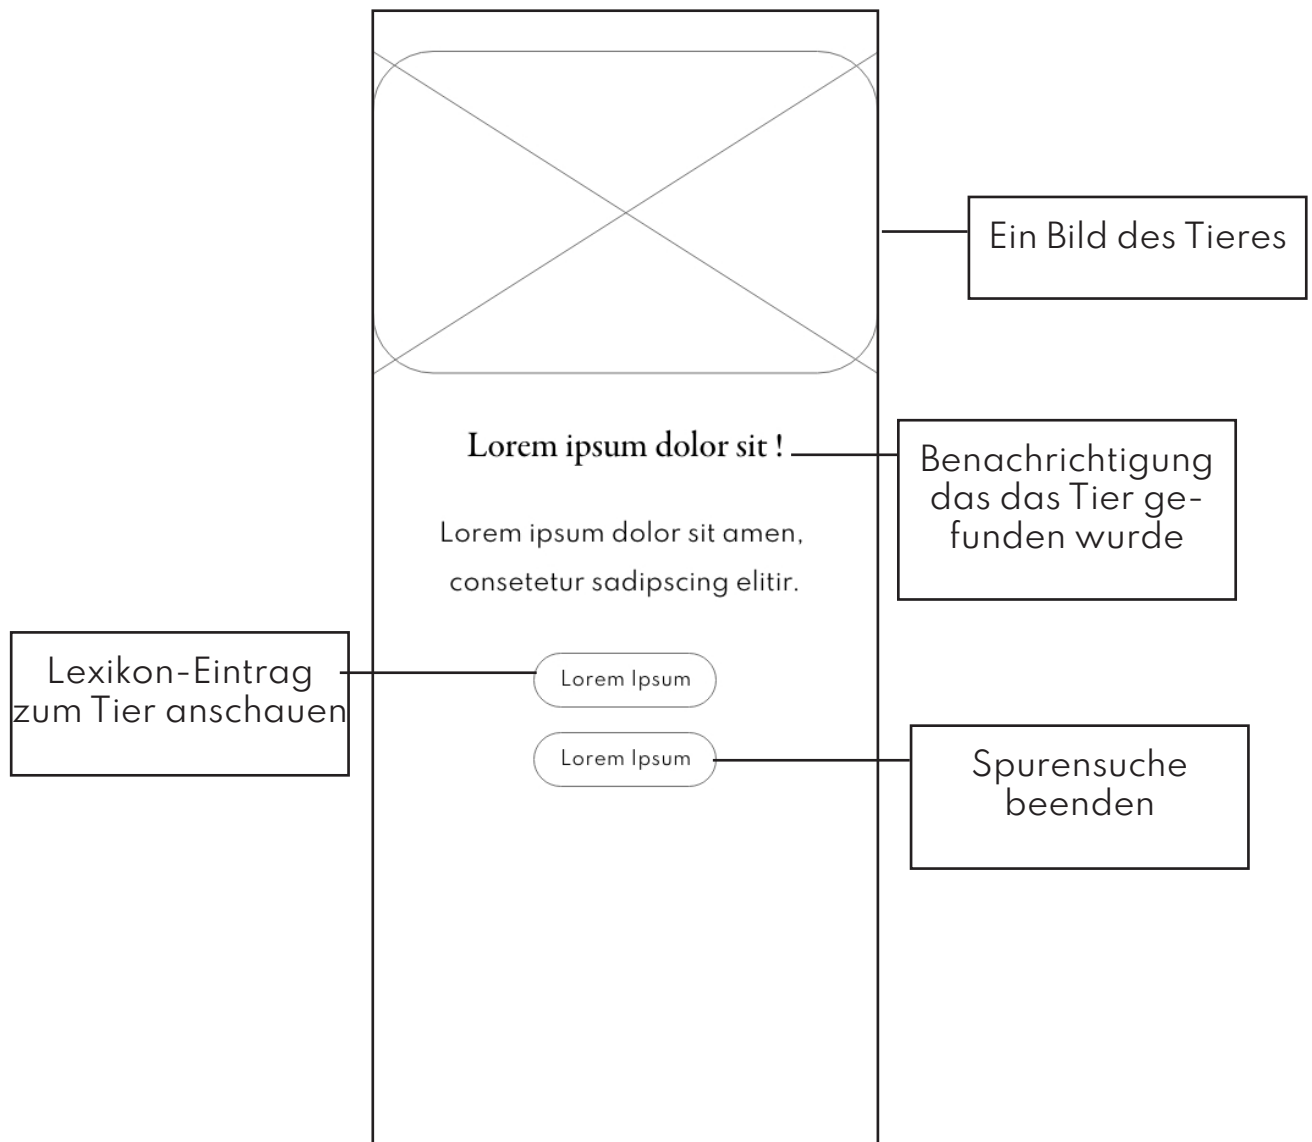 Ein Bild des Tieres
Lorem ipsum dolor sit !
Benachrichtigung
das das Tier ge-
funden wurde
Lorem ipsum dolor sit amen,
consetetur sadipscing elitir.
Lexikon-Eintrag
zum Tier anschauen
Lorem Ipsum
Lorem Ipsum
Spurensuche
beenden